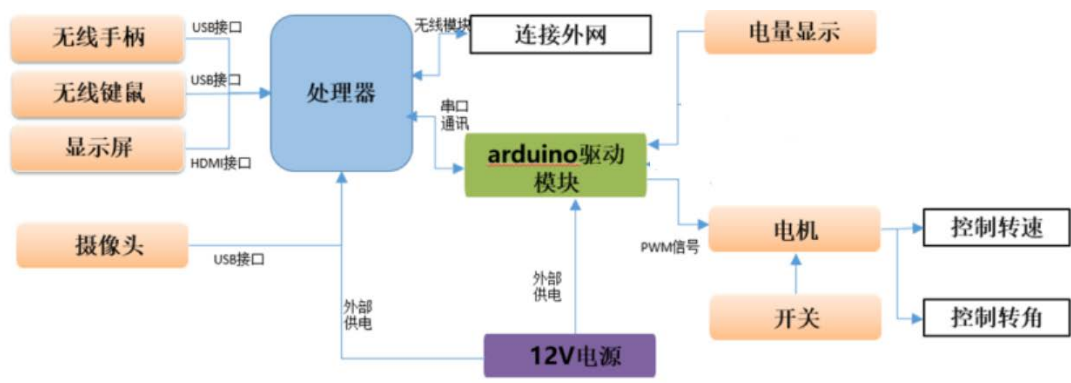 无线手柄
USB接口
无线键鼠
USB接口
显示屏
HDMI接口
处理器
无线模块
连接外网
电量显示
串口
通讯
arduino驱动
模块
摄像头
USB接口
外部
供电
外部
供电
12V电源
PWM信号
电机
开关
控制转速
控制转角